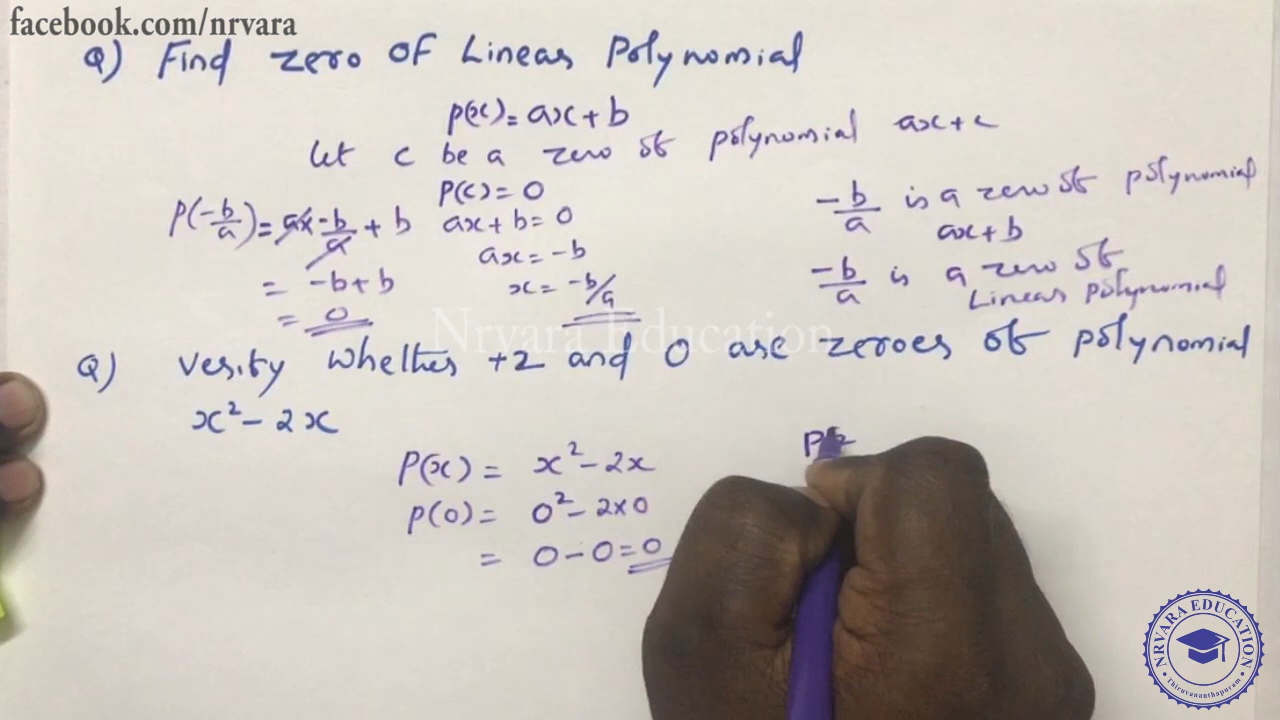 facebook.com/nrvara
Q) Find zero OF Linear Polynomial
P(x) = ax + b
let c be a zero of polynomial ax + c
P(c) = 0
ax + b = 0
ax = -b
x = -b/a
P(-b/a) = a x -b/a + b
= -b + b
= 0
-b/a is a zero of polynomial
ax + b
-b/a is a zero of
Linear polynomial
Nrvara Education
Q) verify whether +2 and 0 are zeroes of polynomial
x² - 2x
P(x) = x² - 2x
P(0) = 0² - 2x0
= 0 - 0 = 0
NRVARA EDUCATION
Thiruvananthapuram